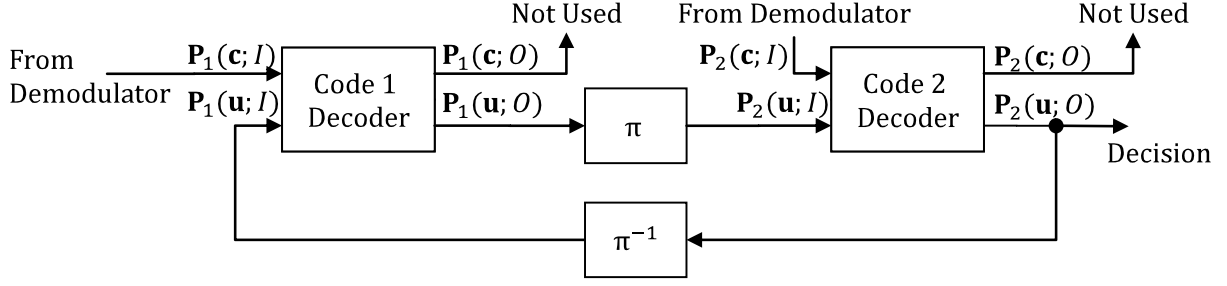 Not Used
From Demodulator
Not Used
From
Demodulator
P₁(c; I)
P₁(u; I)
Code 1
Decoder
P₁(c; O)
P₁(u; O)
π
P₂(c; I)
P₂(u; I)
Code 2
Decoder
P₂(c; O)
P₂(u; O)
Decision
π⁻¹